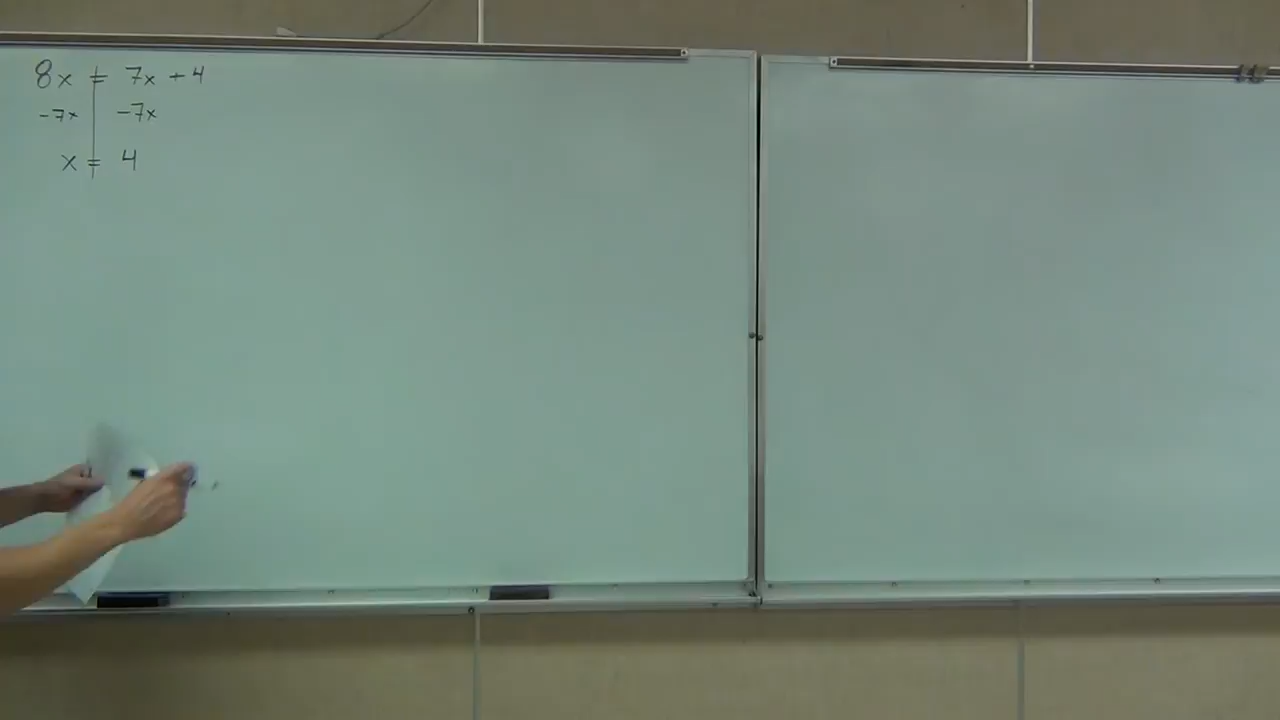 8x = 7x + 4
-7x -7x
x = 4